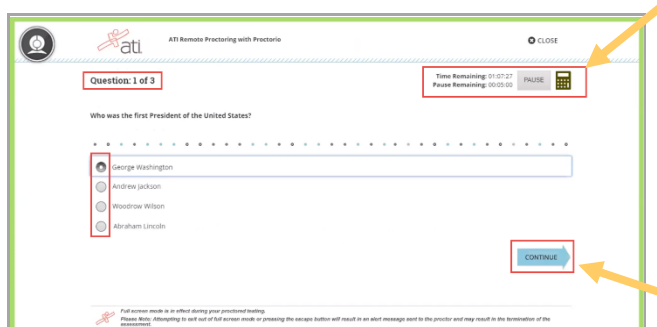 ati
ATI Remote Proctoring with Proctorio
CLOSE
Question: 1 of 3
Time Remaining: 01:07:27
Pause Remaining: 00:05:00
PAUSE
Who was the first President of the United States?
George Washington
Andrew Jackson
Woodrow Wilson
Abraham Lincoln
CONTINUE
Full screen mode is in effect during your proctored testing.
Please Note: Attempting to exit out of full screen mode or pressing the escape button will result in an alert message sent to the proctor and may result in the termination of the
assessment.